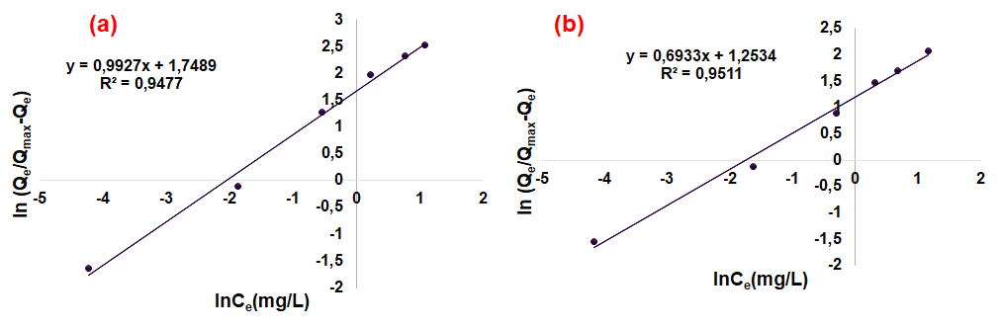 (a)
y = 0,9927x + 1,7489
R² = 0,9477
ln (Qe/Qmax-Qe)
3
2,5
2
1,5
1
0,5
0
-0,5
-1
-1,5
-2
-5 -4 -3 -2 -1 0 1 2
lnCe(mg/L)
(b)
y = 0,6933x + 1,2534
R² = 0,9511
ln (Qe/Qmax-Qe)
2,5
2
1,5
1
0,5
0
-0,5
-1
-1,5
-2
-5 -4 -3 -2 -1 0 1 2
lnCe(mg/L)